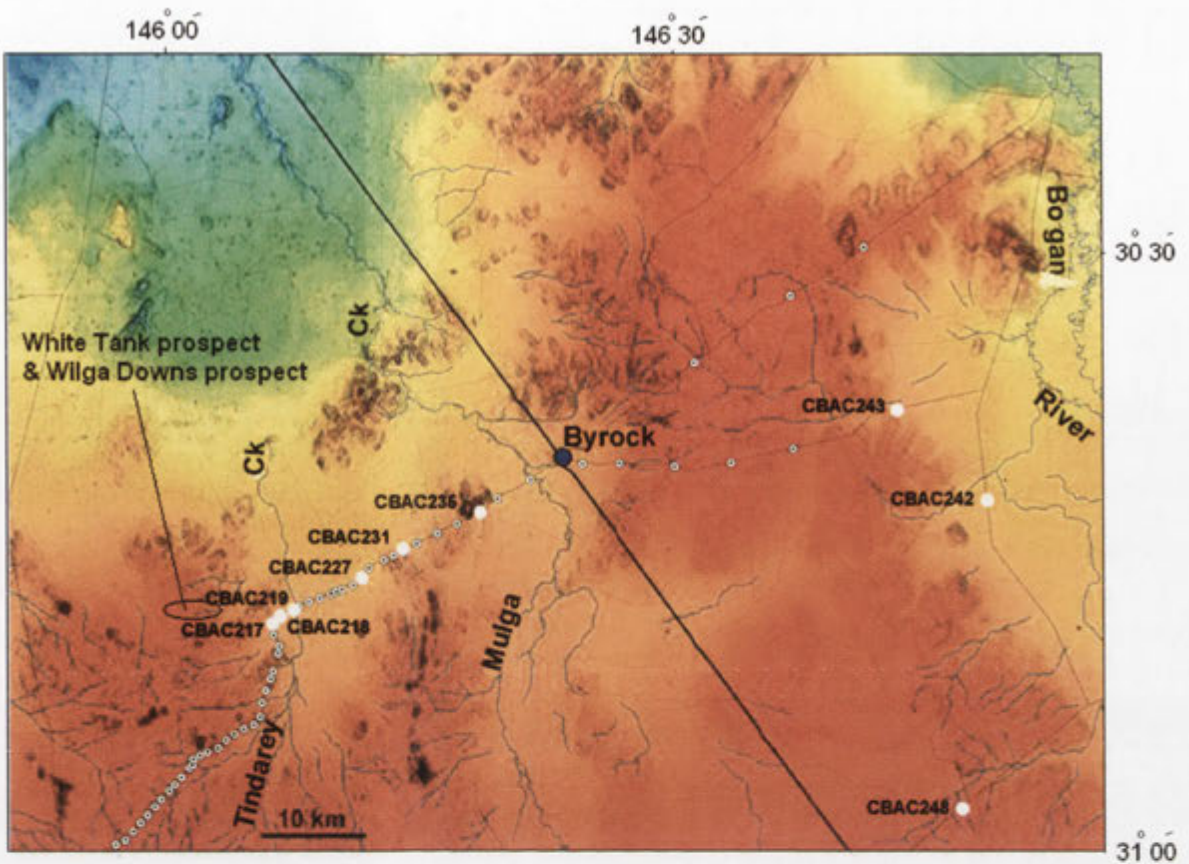 146° 00´
146° 30´
30° 30´
Bogan
Ck
White Tank prospect
& Wilga Downs prospect
River
CBAC243
Byrock
Ck
CBAC242
CBAC235
CBAC231
CBAC227
CBAC219
CBAC217
CBAC218
Mulga
Tindarey
10 km
CBAC248
31° 00´